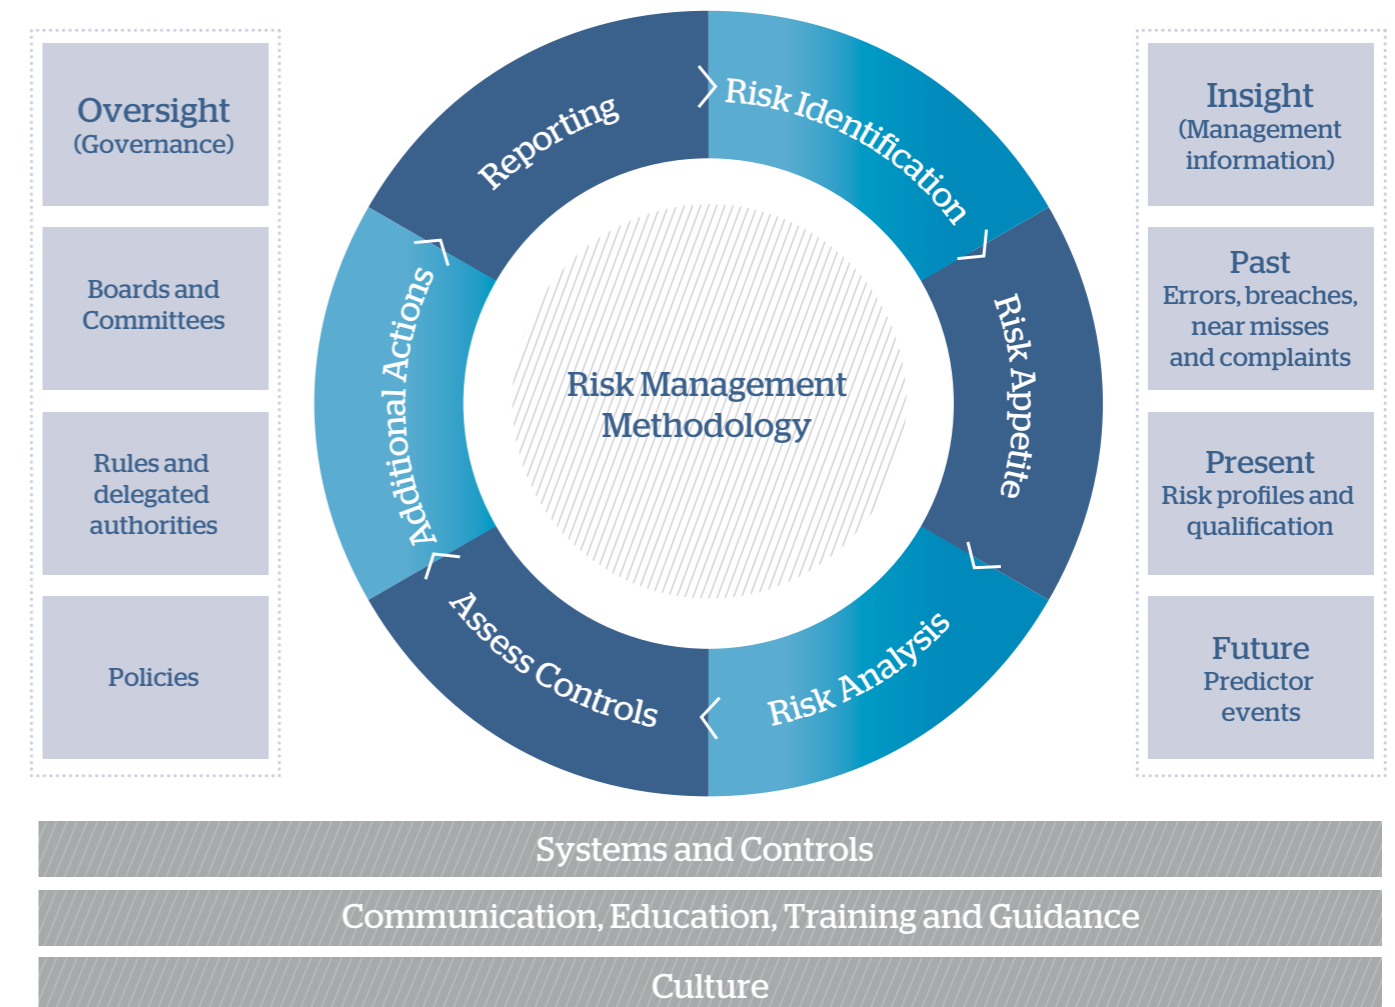 Oversight
(Governance)
Boards and
Committees
Rules and
delegated
authorities
Policies
Reporting
Risk Identification
Risk Appetite
Risk Analysis
Assess Controls
Additional Actions
Risk Management
Methodology
Insight
(Management
information)
Past
Errors, breaches,
near misses
and complaints
Present
Risk profiles and
qualification
Future
Predictor
events
Systems and Controls
Communication, Education, Training and Guidance
Culture